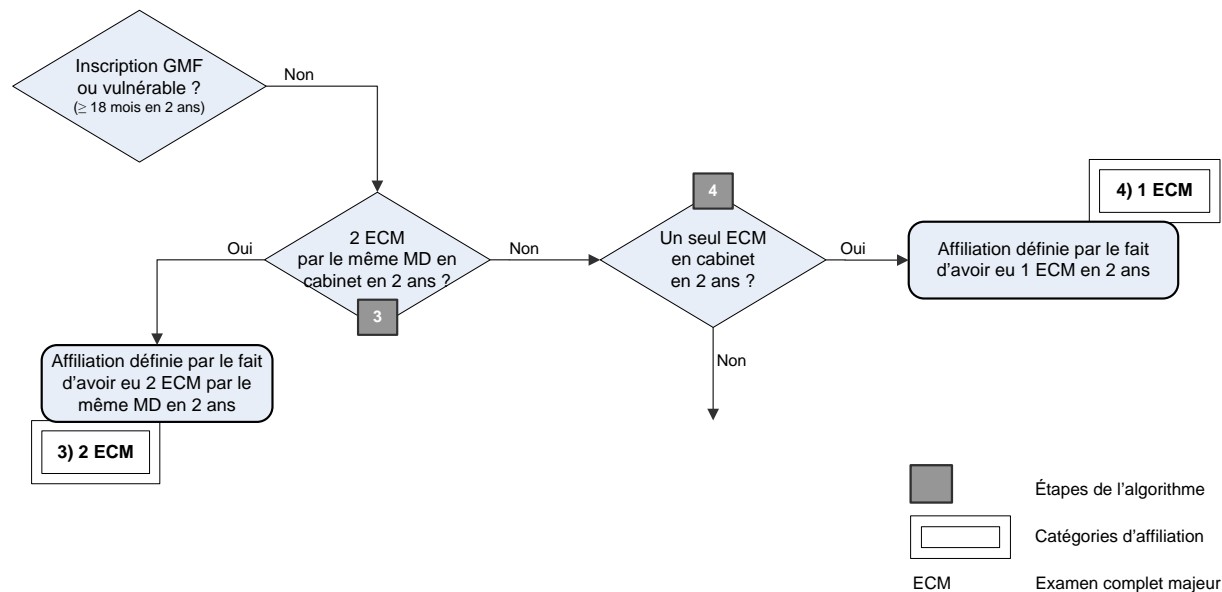 Inscription GMF
ou vulnérable ?
(≥ 18 mois en 2 ans)
Non
2 ECM
par le même MD en
cabinet en 2 ans ?
3
Oui
Non
Affiliation définie par le fait
d'avoir eu 2 ECM par le
même MD en 2 ans
3) 2 ECM
4
Un seul ECM
en cabinet
en 2 ans ?
Oui
Non
4) 1 ECM
Affiliation définie par le fait
d'avoir eu 1 ECM en 2 ans
Étapes de l'algorithme
Catégories d'affiliation
ECM Examen complet majeur